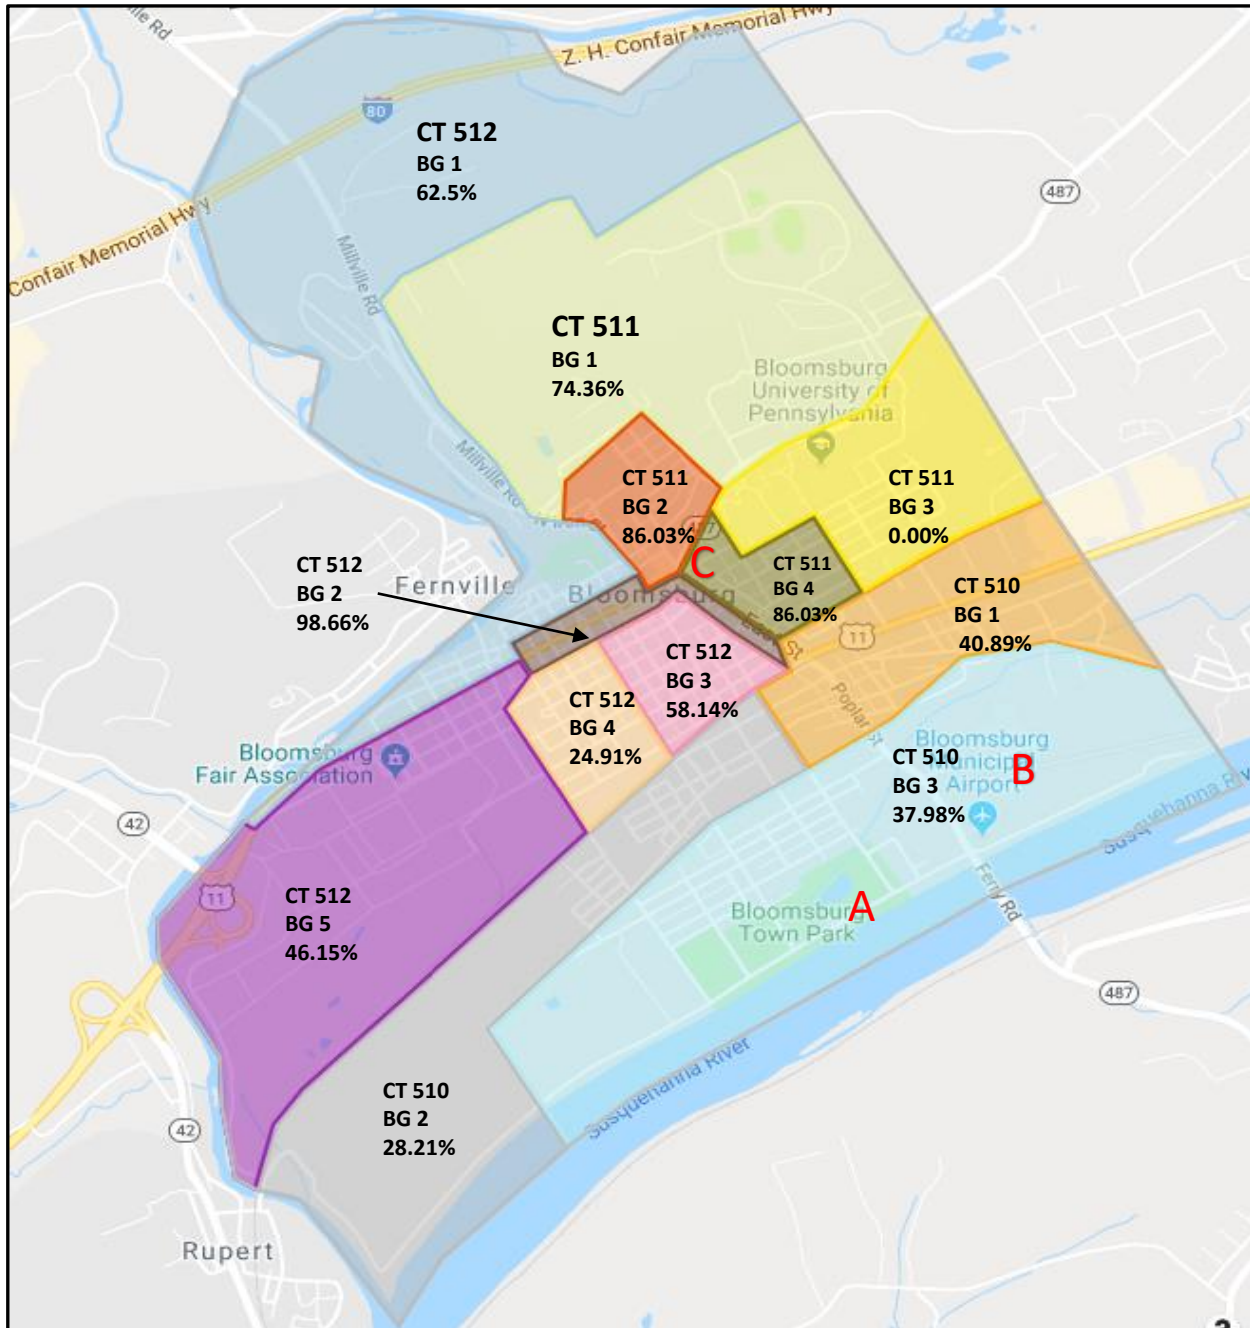 Millville Rd
Z. H. Confair Memorial Hwy
80
CT 512
BG 1
62.5%
487
Confair Memorial Hwy
Millville Rd
CT 511
BG 1
74.36%
Bloomsburg
University of
Pennsylvania
Millville Rd
CT 511
BG 2
86.03%
CT 511
BG 3
0.00%
C
CT 511
BG 4
86.03%
CT 512
BG 2
98.66%
Fernville
Bloomsburg
East St
11
CT 510
BG 1
40.89%
CT 512
BG 3
58.14%
CT 512
BG 4
24.91%
Poplar St
Bloomsburg
Fair Association
Bloomsburg
Municipal
Airport
B
CT 510
BG 3
37.98%
42
11
CT 512
BG 5
46.15%
A
Bloomsburg
Town Park
Ferry Rd
Susquehanna
487
Susquehanna River
CT 510
BG 2
28.21%
42
Rupert